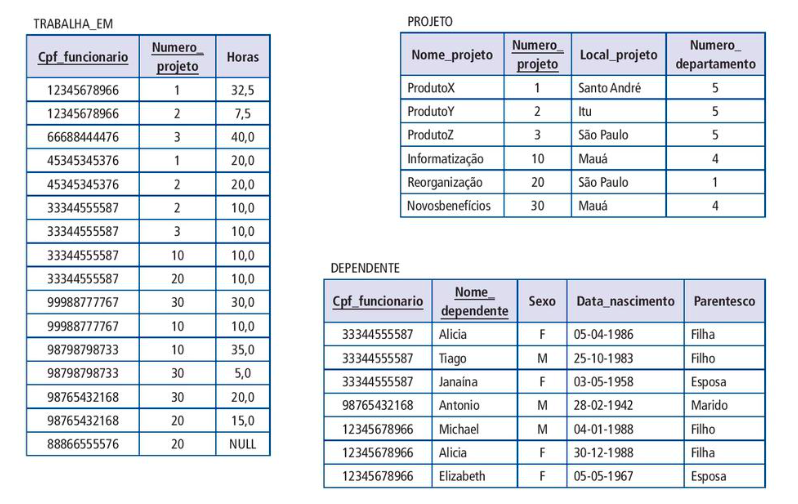 TRABALHA_EM
Cpf_funcionario Numero_ projeto Horas
12345678966 1 32,5
12345678966 2 7,5
66688444476 3 40,0
45345345376 1 20,0
45345345376 2 20,0
33344555587 2 10,0
33344555587 3 10,0
33344555587 10 10,0
33344555587 20 10,0
99988777767 30 30,0
99988777767 10 10,0
98798798733 10 35,0
98798798733 30 5,0
98765432168 30 20,0
98765432168 20 15,0
88866555576 20 NULL
PROJETO
Nome_projeto Numero_ projeto Local_projeto Numero_ departamento
ProdutoX 1 Santo André 5
ProdutoY 2 Itu 5
ProdutoZ 3 São Paulo 5
Informatização 10 Mauá 4
Reorganização 20 São Paulo 1
Novosbenefícios 30 Mauá 4
DEPENDENTE
Cpf_funcionario Nome_ dependente Sexo Data_nascimento Parentesco
33344555587 Alicia F 05-04-1986 Filha
33344555587 Tiago M 25-10-1983 Filho
33344555587 Janaína F 03-05-1958 Esposa
98765432168 Antonio M 28-02-1942 Marido
12345678966 Michael M 04-01-1988 Filho
12345678966 Alicia F 30-12-1988 Filha
12345678966 Elizabeth F 05-05-1967 Esposa